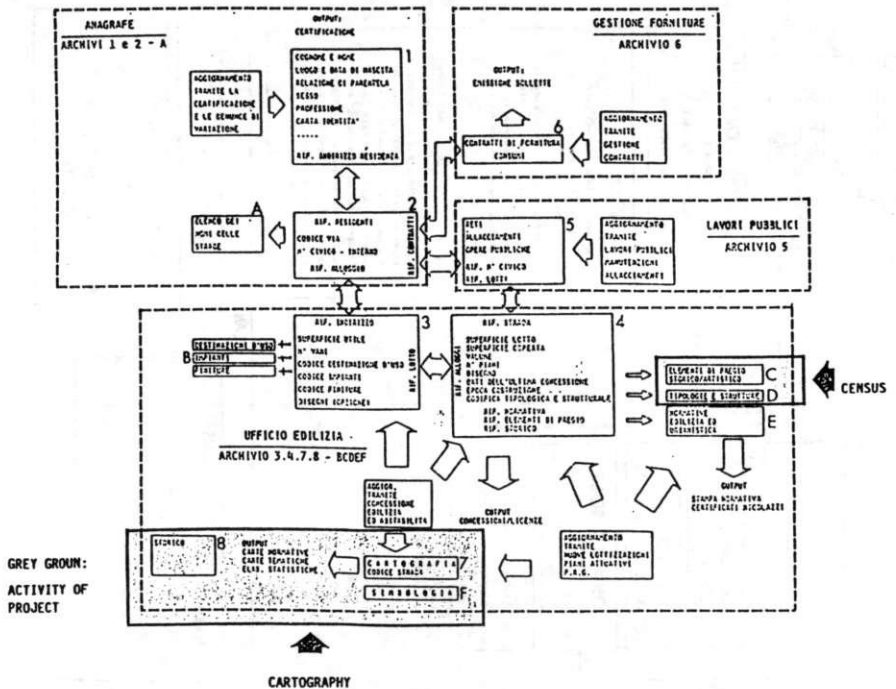 ANAGRAFE
ARCHIVI 1 e 2 - A
OUTPUT:
CERTIFICAZIONE
AGGIORNAMENTO
TRAMITE LA
CERTIFICAZIONE
E LE DENUNCE DI
VARIAZIONE
1
COGNOME E NOME
LUOGO E DATA DI NASCITA
RELAZIONE DI PARENTELA
SESSO
PROFESSIONE
CARTA IDENTITA'
.....
RIF. INDIRIZZO RESIDENZA
GESTIONE FORNITURE
ARCHIVIO 6
OUTPUT:
EMISSIONE BOLLETTE
6
CONTRATTI DI FORNITURA
CONSUMI
AGGIORNAMENTO
TRAMITE
GESTIONE
CONTRATTI
A
ELENCO DEI
NOMI DELLE
STRADE
2
RIF. RESIDENTI
CODICE VIA
N° CIVICO - INTERNO
RIF. ALLOGGIO
RIF. CONTRATTI
5
RETI
ALLACCIAMENTI
OPERE PUBBLICHE
RIF. N° CIVICO
RIF. LOTTI
AGGIORNAMENTO
TRAMITE
LAVORI PUBBLICI
MANUTENZIONI
ALLACCIAMENTI
LAVORI PUBBLICI
ARCHIVIO 5
B
DESTINAZIONE D'USO
IMPIANTI
FINITURE
3
RIF. INDIRIZZO
SUPERFICIE UTILE
N° VANI
CODICE DESTINAZIONE D'USO
CODICE IMPIANTI
CODICE FINITURE
DISEGNI
RIF. LOTTO
4
RIF. STRADA
SUPERFICIE LOTTO
SUPERFICIE COPERTA
VOLUME
N° PIANI
DISEGNO
DATI DELL'ULTIMA CONCESSIONE
EPOCA COSTRUZIONE
CODIFICA TIPOLOGICA E STRUTTURALE
RIF. NORMATIVA
RIF. ELEMENTI DI PREGIO
RIF. STORICO
RIF. ALLOGGI
ELEMENTI DI PREGIO
STORICO/ARTISTICO
C
TIPOLOGIE E STRUTTURE
D
NORMATIVE
EDILIZIA ED
URBANISTICA
E
CENSUS
UFFICIO EDILIZIA
ARCHIVIO 3.4.7.8 - BCDEF
AGGIOR.
TRAMITE
CONCESSIONE
EDILIZIA
ED ABITABILITA
OUTPUT
CONCESSIONI/LICENZE
OUTPUT
STAMPA NORMATIVA
CERTIFICATI NICOLAZZI
AGGIORNAMENTO
TRAMITE
NUOVE LOTTIZZAZIONI
PIANI ATTUATIVI
P.R.G.
GREY GROUN:
ACTIVITY OF
PROJECT
STORICO
8
OUTPUT
CARTE NORMATIVE
CARTE TEMATICHE
ELAB. STATISTICHE
CARTOGRAFIA
CODICE STRADA
7
SIMBOLOGIA
F
CARTOGRAPHY